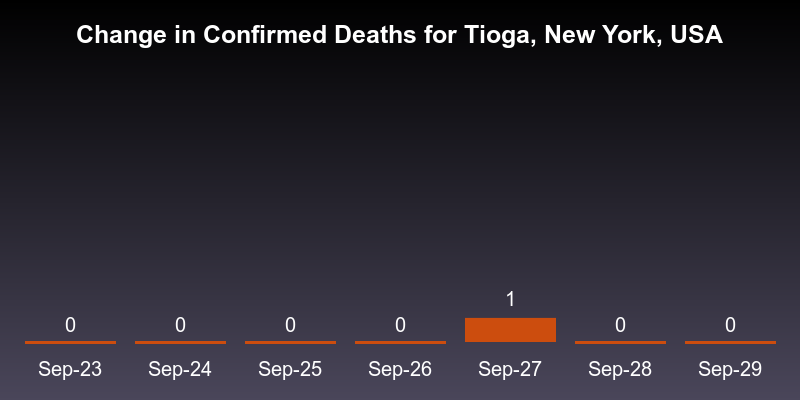 Change in Confirmed Deaths for Tioga, New York, USA
0 0 0 0 1 0 0
Sep-23 Sep-24 Sep-25 Sep-26 Sep-27 Sep-28 Sep-29